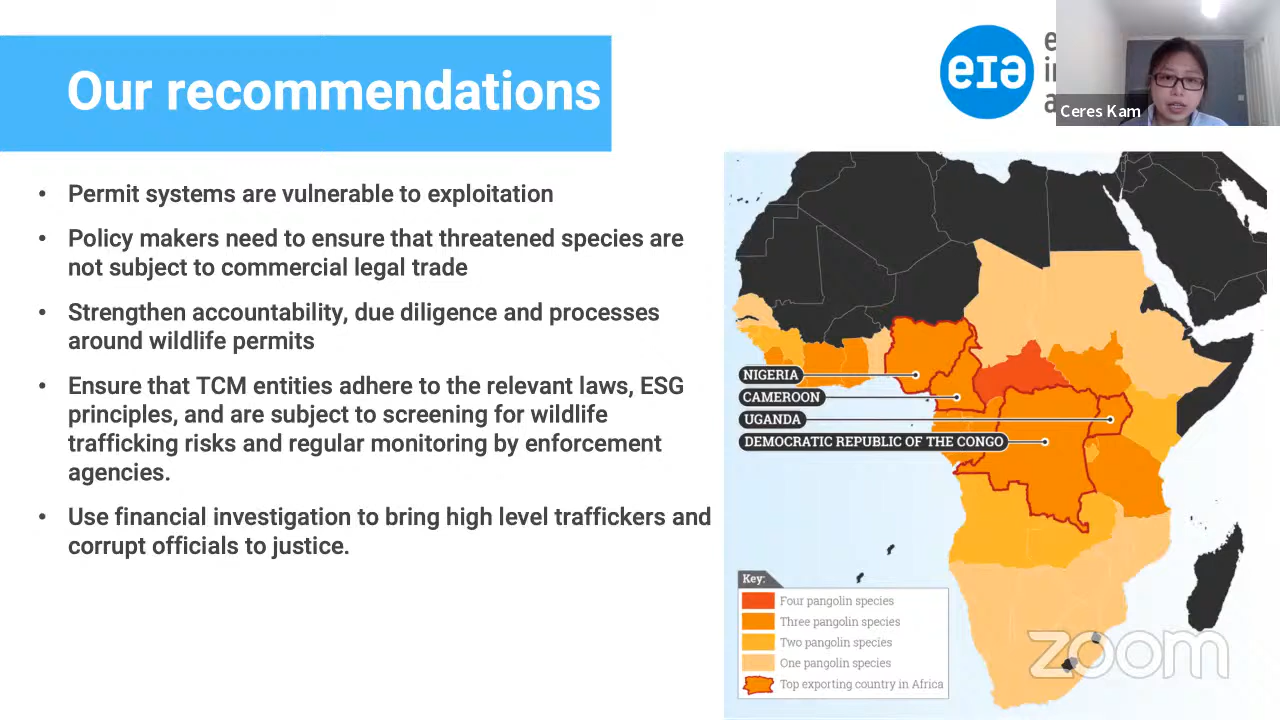 Our recommendations
eia
Ceres Kam
• Permit systems are vulnerable to exploitation
• Policy makers need to ensure that threatened species are
not subject to commercial legal trade
• Strengthen accountability, due diligence and processes
around wildlife permits
• Ensure that TCM entities adhere to the relevant laws, ESG
principles, and are subject to screening for wildlife
trafficking risks and regular monitoring by enforcement
agencies.
• Use financial investigation to bring high level traffickers and
corrupt officials to justice.
NIGERIA
CAMEROON
UGANDA
DEMOCRATIC REPUBLIC OF THE CONGO
Key:
Four pangolin species
Three pangolin species
Two pangolin species
One pangolin species
Top exporting country in Africa
zoom